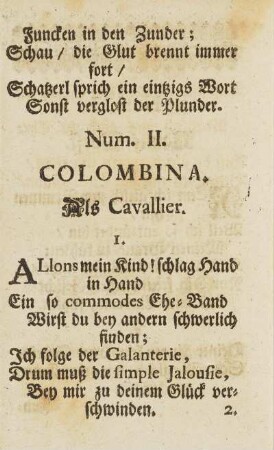 Funcken in den Zunder;
Schau / die Glut brennt immer
fort /
Schatzerl sprich ein eintzigs Wort
Sonst verglost der Plunder.
Num. II.
COLOMBINA.
Als Cavallier.
1.
ALlons mein Kind! schlag Hand
in Hand
Ein so commodes Ehe-Band
Wirst du bey andern schwerlich
finden;
Ich folge der Galanterie,
Drum muß die simple Jalousie,
Bey mir zu deinem Glück ver-
schwinden. 2.